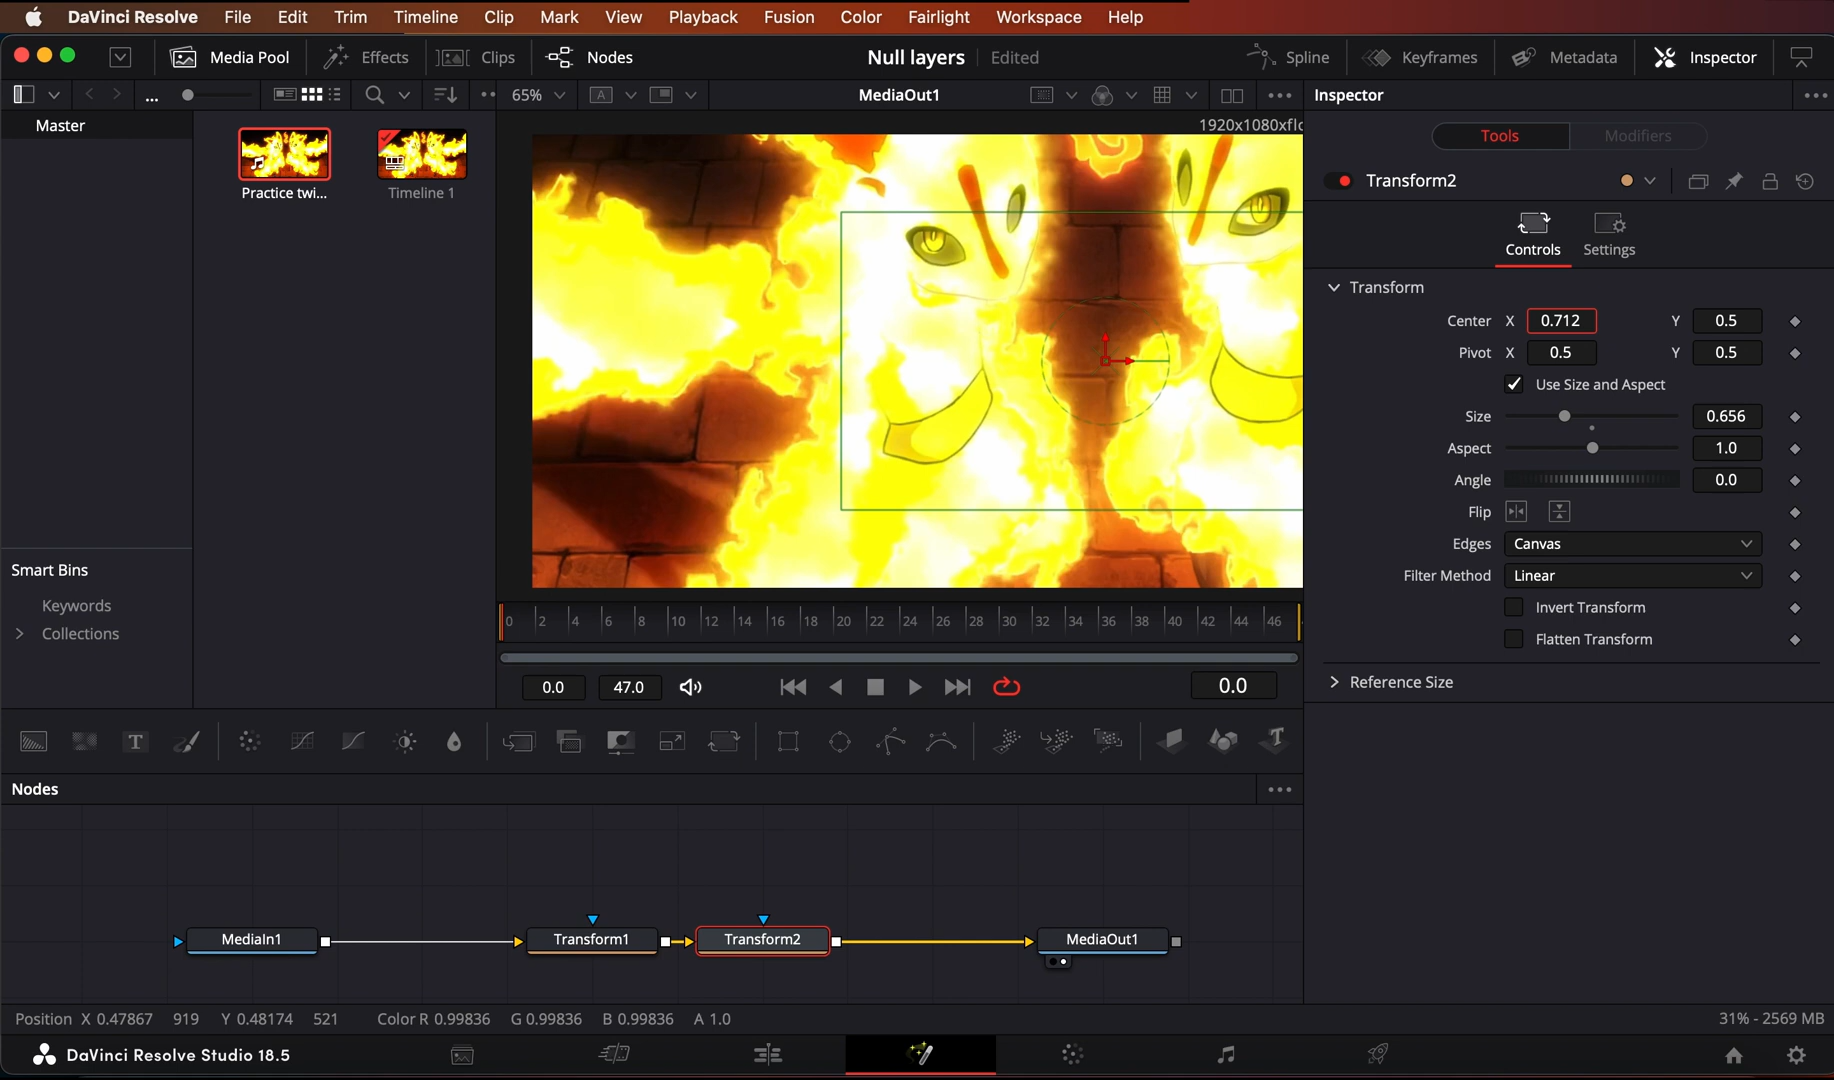 DaVinci Resolve File Edit Trim Timeline Clip Mark View Playback Fusion Color Fairlight Workspace Help
Media Pool Effects Clips Nodes Null layers Edited Spline Keyframes Metadata Inspector
... 65% A MediaOut1 Inspector
Master
1920x1080xflo
Tools Modifiers
Practice twi...
Timeline 1
Transform2
Controls Settings
Transform
Center X 0.712 Y 0.5
Pivot X 0.5 Y 0.5
Use Size and Aspect
Size 0.656
Aspect 1.0
Angle 0.0
Flip
Edges Canvas
Filter Method Linear
Invert Transform
Flatten Transform
Reference Size
Smart Bins
Keywords
Collections
0 2 4 6 8 10 12 14 16 18 20 22 24 26 28 30 32 34 36 38 40 42 44 46
0.0 47.0 0.0
T T
Nodes
MediaIn1 Transform1 Transform2 MediaOut1
Position X 0.47867 919 Y 0.48174 521 Color R 0.99836 G 0.99836 B 0.99836 A 1.0 31% - 2569 MB
DaVinci Resolve Studio 18.5